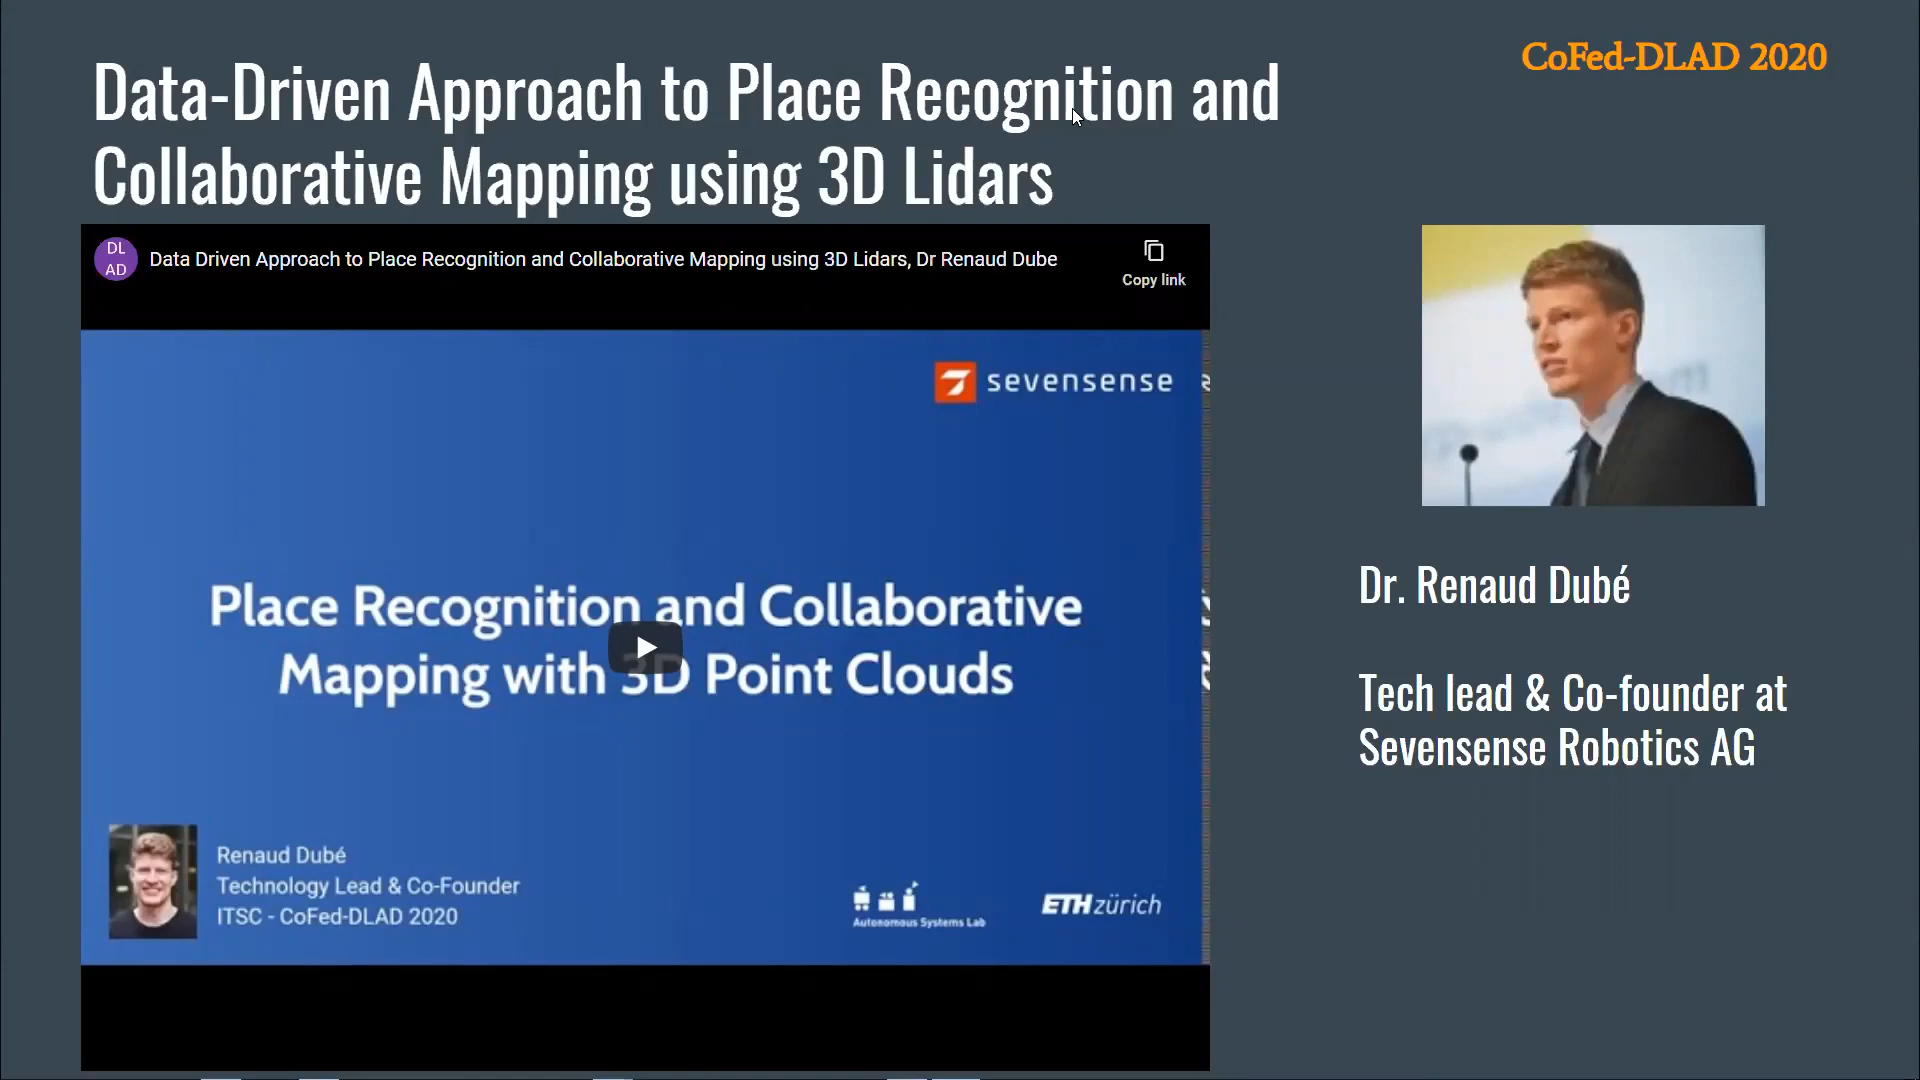 CoFed-DLAD 2020
Data-Driven Approach to Place Recognition and
Collaborative Mapping using 3D Lidars
DL
AD
Data Driven Approach to Place Recognition and Collaborative Mapping using 3D Lidars, Dr Renaud Dube
Copy link
sevensense
Place Recognition and Collaborative
Mapping with 3D Point Clouds
Renaud Dubé
Technology Lead & Co-Founder
ITSC - CoFed-DLAD 2020
Autonomous Systems Lab
ETH zürich
Dr. Renaud Dubé
Tech lead & Co-founder at
Sevensense Robotics AG